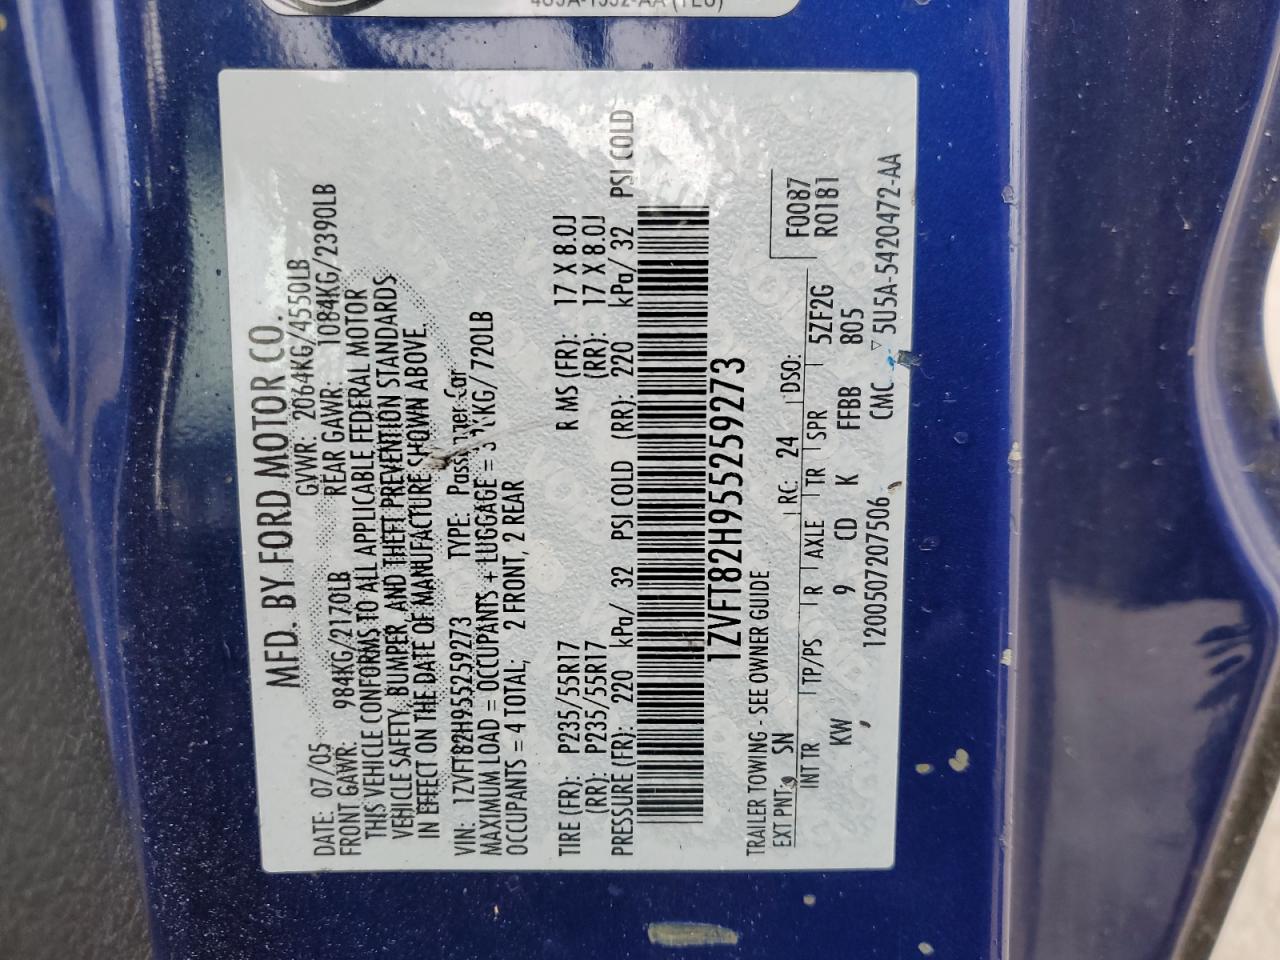 MFD. BY FORD MOTOR CO.
DATE: 07/05 GVWR: 2064KG/4550LB
FRONT GAWR: 984KG/2170LB REAR GAWR: 1084KG/2390LB
THIS VEHICLE CONFORMS TO ALL APPLICABLE FEDERAL MOTOR
VEHICLE SAFETY, BUMPER, AND THEFT PREVENTION STANDARDS
IN EFFECT ON THE DATE OF MANUFACTURE SHOWN ABOVE.
VIN: 1ZVFT82H955259273 TYPE: Passenger Car
MAXIMUM LOAD = OCCUPANTS + LUGGAGE = KG/720LB
OCCUPANTS = 4 TOTAL; 2 FRONT, 2 REAR
TIRE (FR): P235/55R17 R MS (FR): 17 X 8.0J
(RR): P235/55R17 (RR): 17 X 8.0J
PRESSURE (FR): 220 kPa/ 32 PSI COLD (RR): 220 kPa/ 32 PSI COLD
1ZVFT82H955259273
TRAILER TOWING - SEE OWNER GUIDE
EXT PNT: SN RC: 24 DSO: F0087
INT TR TP/PS R AXLE TR SPR 5ZF2G R0181
KW 9 CD K FFBB 805
1200507207506 CMC ▽ 5U5A-5420472-AA